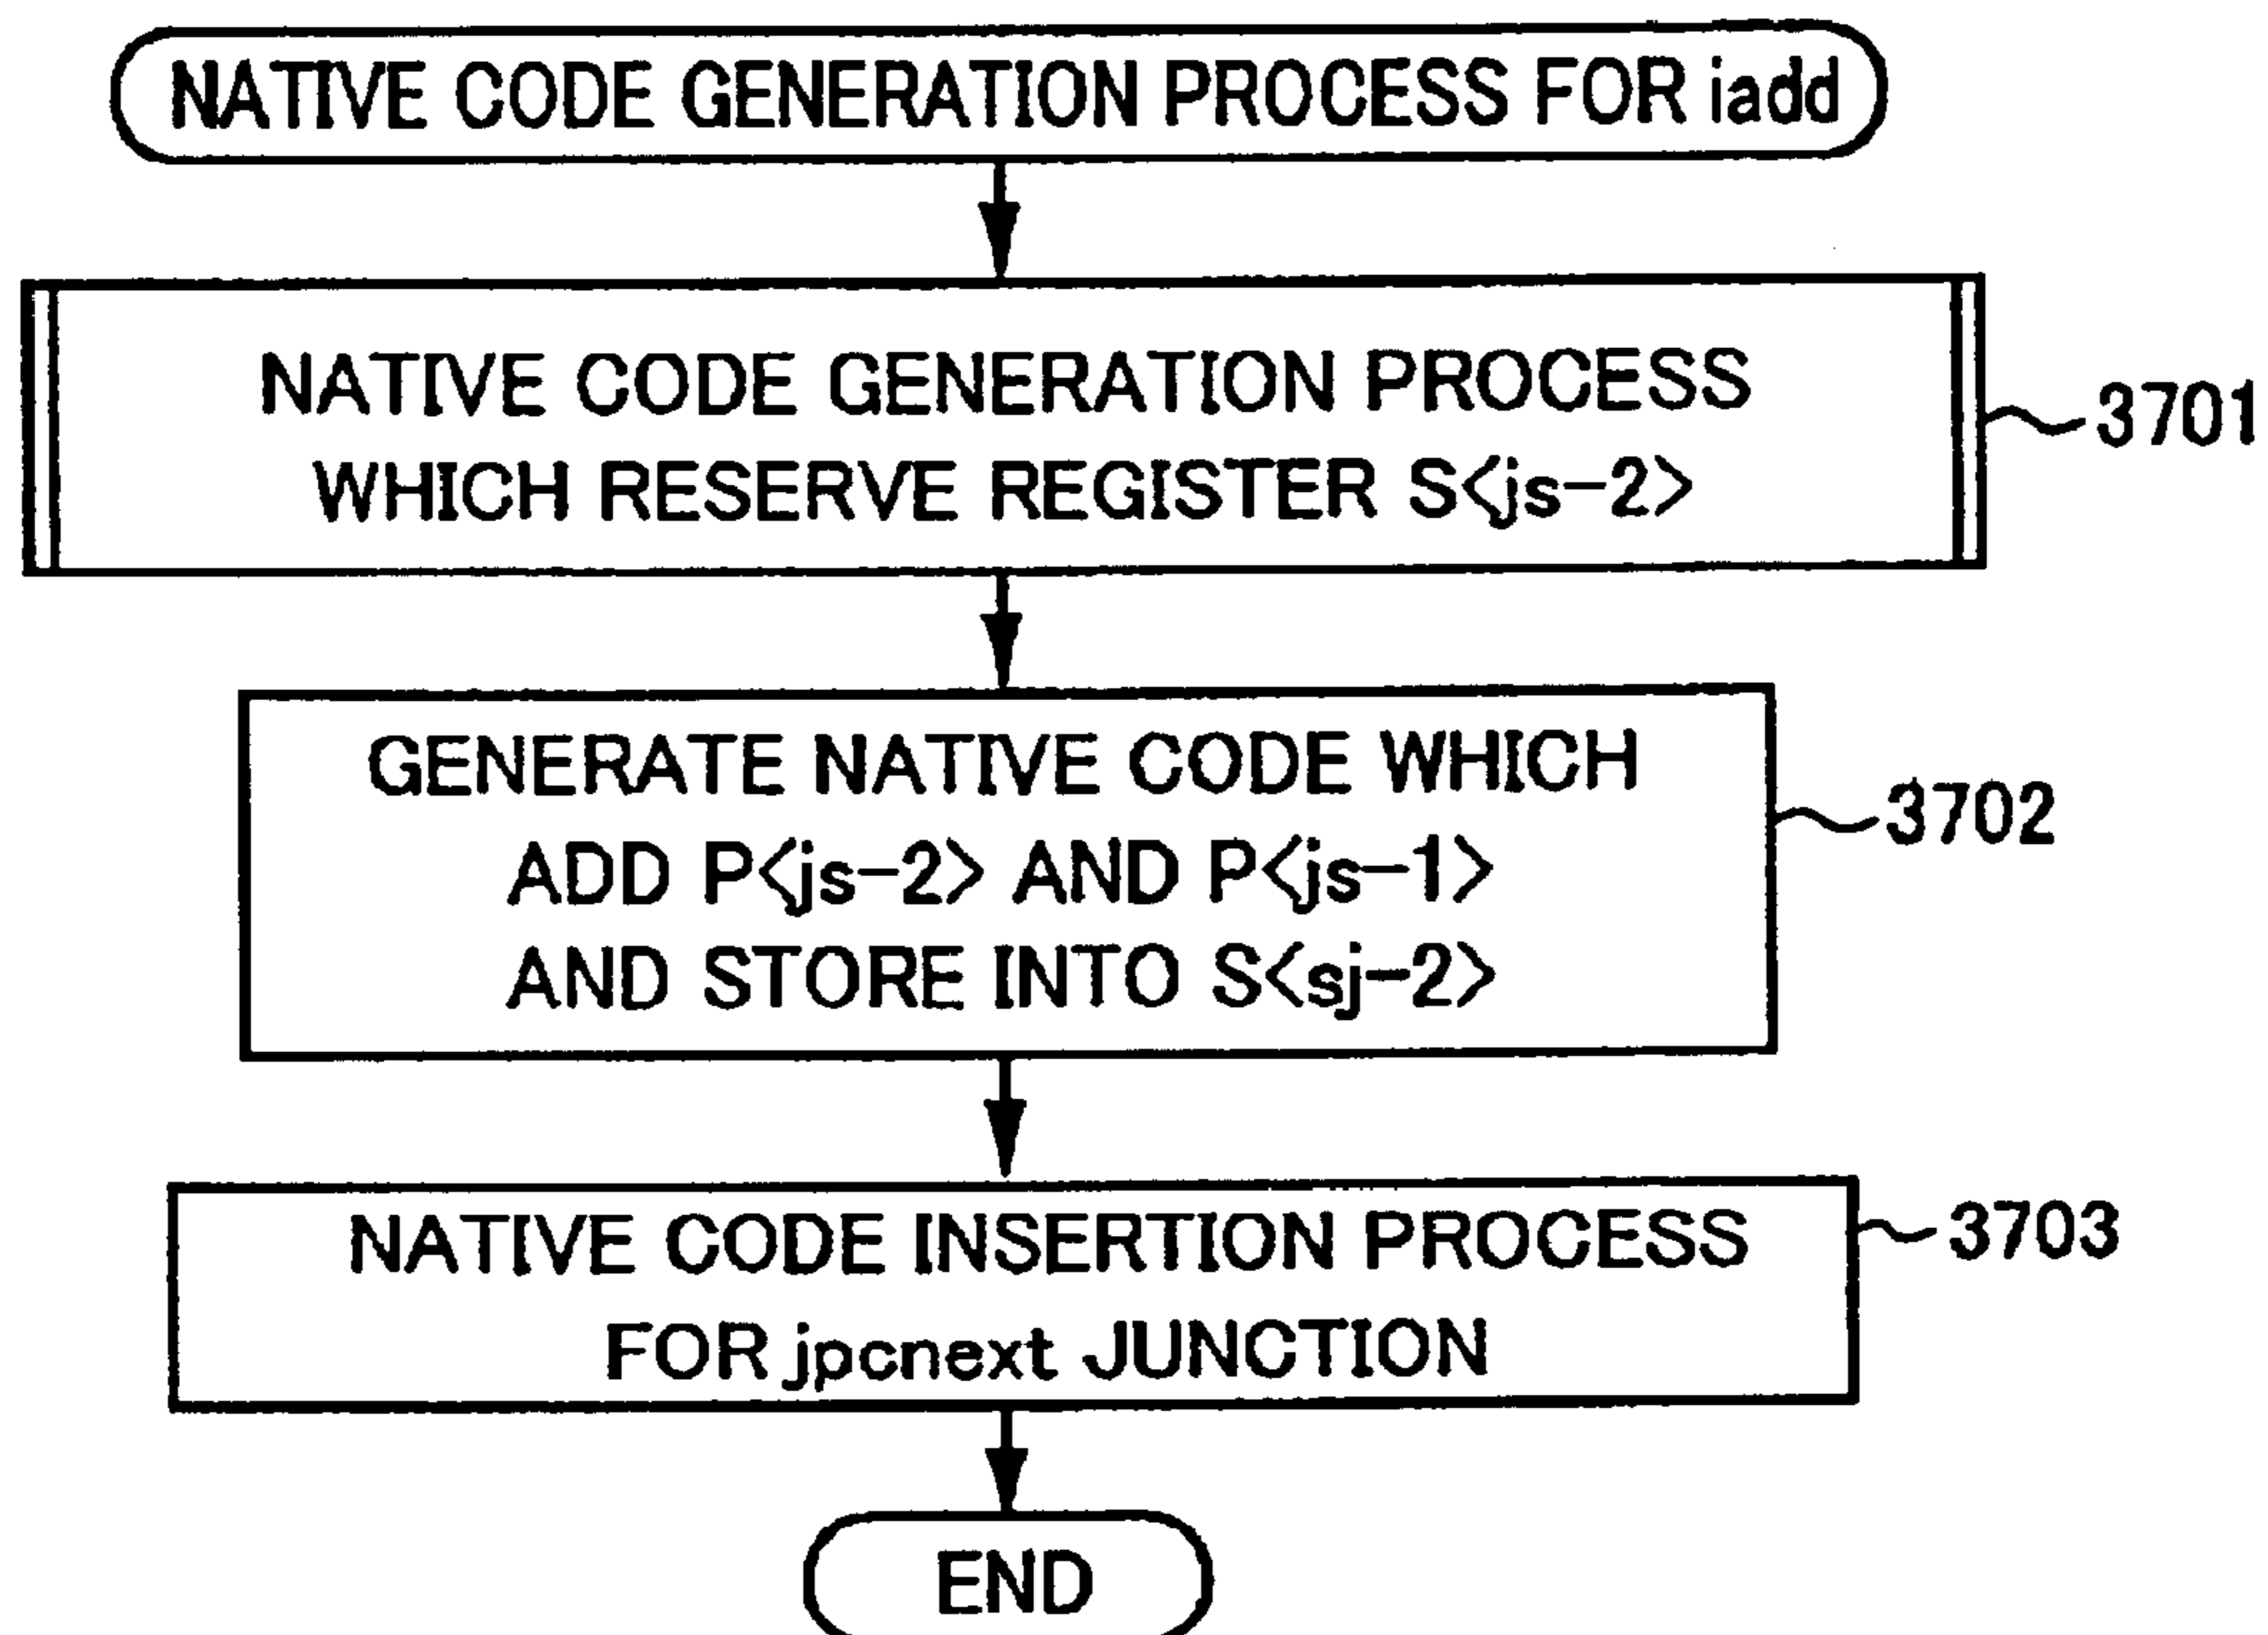 NATIVE CODE GENERATION PROCESS FOR iadd
NATIVE CODE GENERATION PROCESS
WHICH RESERVE REGISTER S<js-2>
3701
GENERATE NATIVE CODE WHICH
ADD P<js-2> AND P<js-1>
AND STORE INTO S<sj-2>
3702
NATIVE CODE INSERTION PROCESS
FOR jpcnext JUNCTION
3703
END